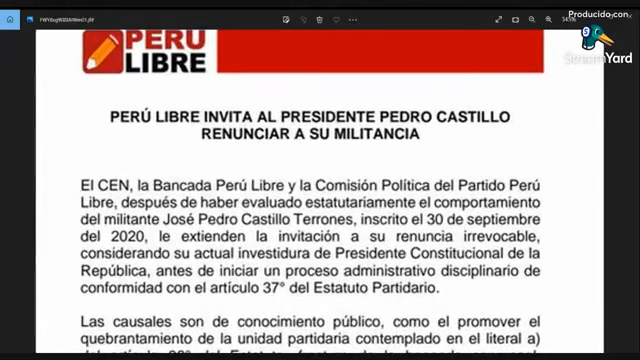 Producido con
StreamYard
PERÚ
LIBRE
PERÚ LIBRE INVITA AL PRESIDENTE PEDRO CASTILLO
RENUNCIAR A SU MILITANCIA
El CEN, la Bancada Perú Libre y la Comisión Política del Partido Perú
Libre, después de haber evaluado estatutariamente el comportamiento
del militante José Pedro Castillo Terrones, inscrito el 30 de septiembre
del 2020, le extienden la invitación a su renuncia irrevocable,
considerando su actual investidura de Presidente Constitucional de la
República, antes de iniciar un proceso administrativo disciplinario de
conformidad con el artículo 37° del Estatuto Partidario.
Las causales son de conocimiento público, como el promover el
quebrantamiento de la unidad partidaria contemplado en el literal a)